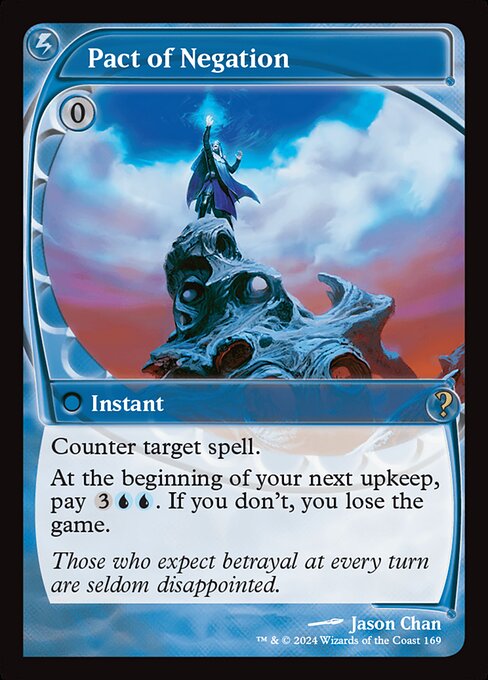 Pact of Negation
0
Instant
?
Counter target spell.
At the beginning of your next upkeep,
pay 3. If you don't, you lose the
game.
Those who expect betrayal at every turn
are seldom disappointed.
Jason Chan
™ & © 2024 Wizards of the Coast 169